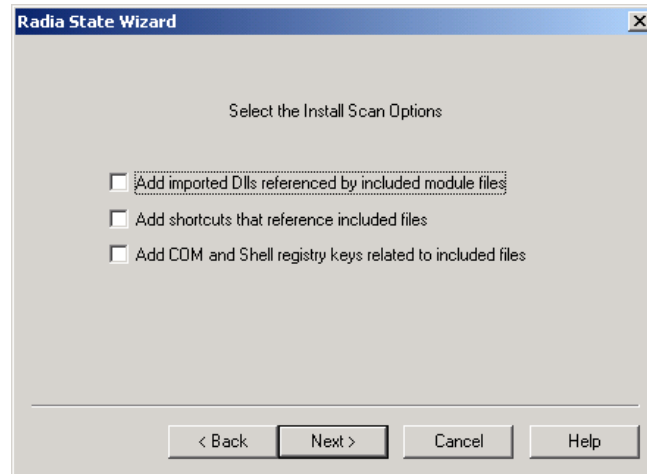 Radia State Wizard
Select the Install Scan Options
Add imported Dlls referenced by included module files
Add shortcuts that reference included files
Add COM and Shell registry keys related to included files
< Back Next > Cancel Help